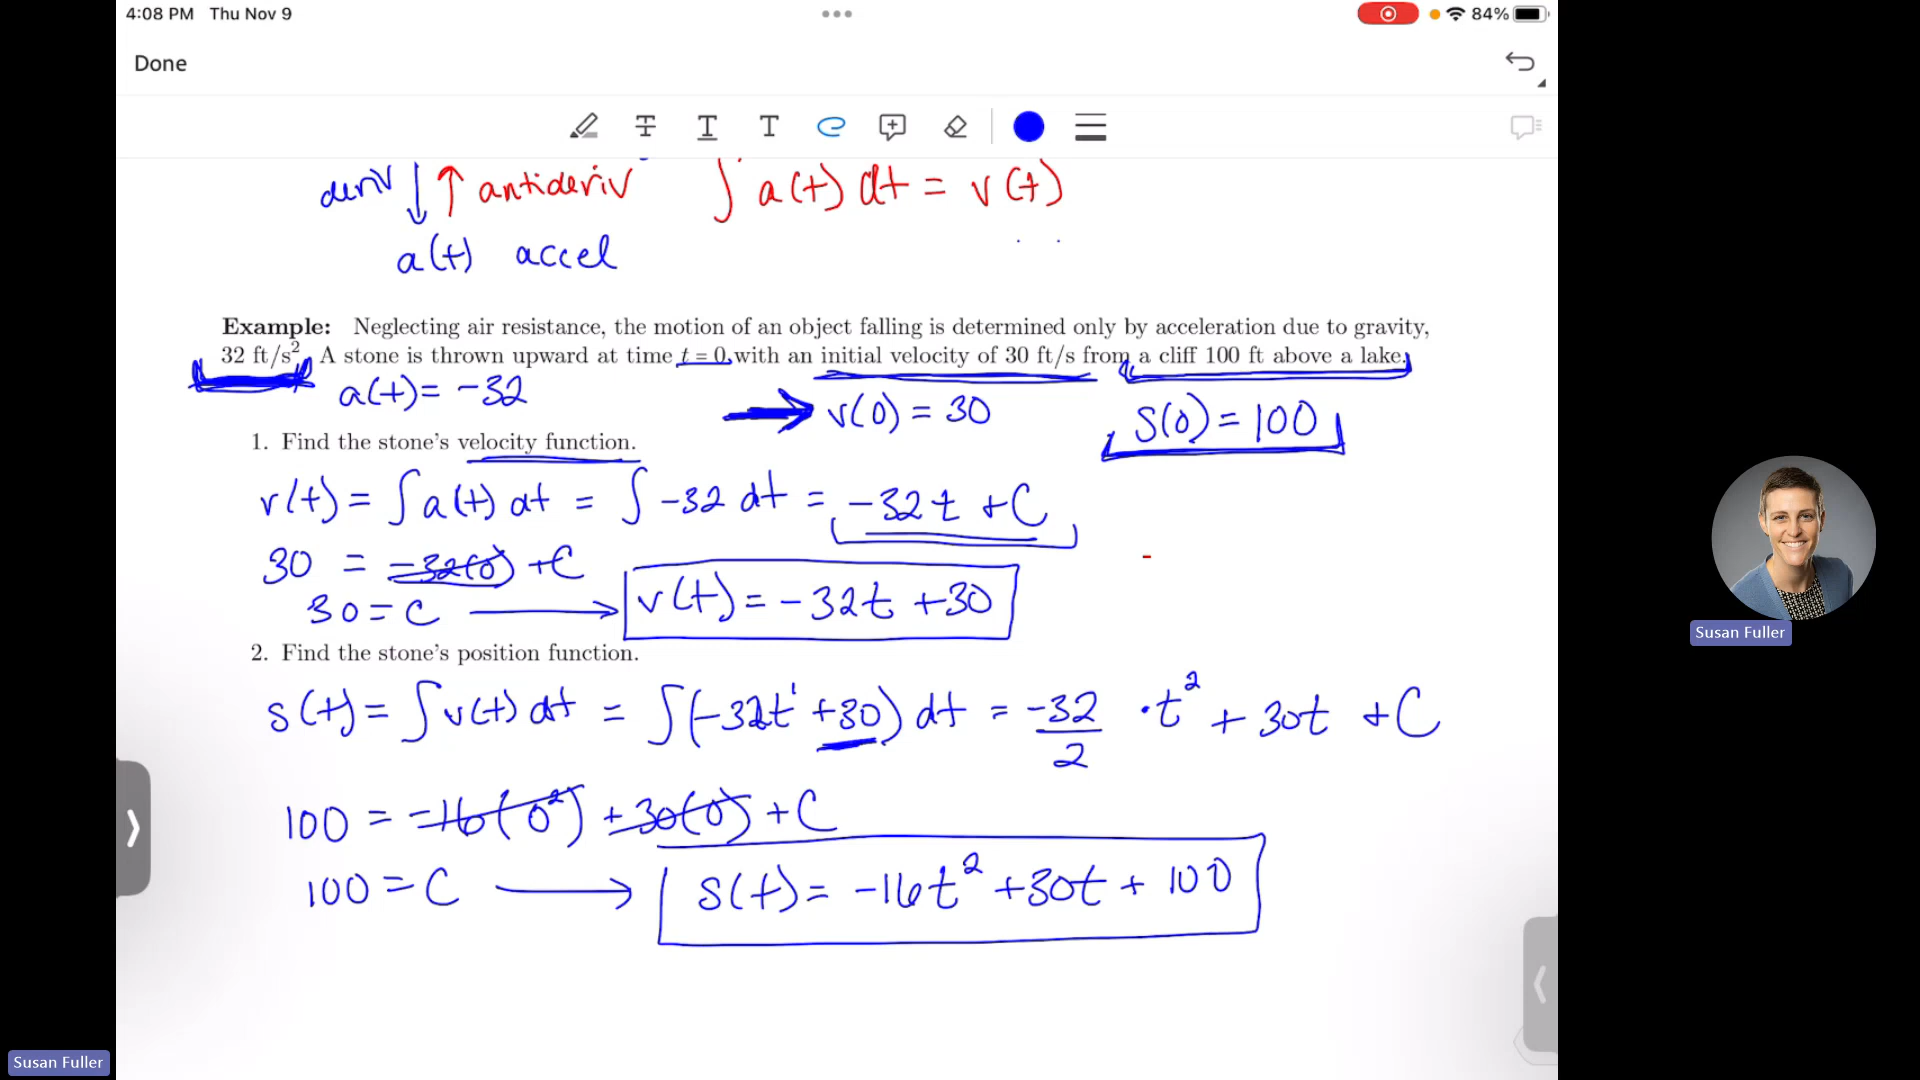 4:08 PM Thu Nov 9
84%
Done
T T T
deriv ↓ ↑ antideriv ∫ a(t) dt = v(t)
a(t) accel
Example: Neglecting air resistance, the motion of an object falling is determined only by acceleration due to gravity,
32 ft/s². A stone is thrown upward at time t = 0 with an initial velocity of 30 ft/s from a cliff 100 ft above a lake.
a(t) = -32
v(0) = 30
S(0) = 100
1. Find the stone's velocity function.
v(t) = ∫ a(t) dt = ∫ -32 dt = -32t + C
30 = -32(0) + C
30 = C → v(t) = -32t + 30
2. Find the stone's position function.
s(t) = ∫ v(t) dt = ∫ (-32t¹ + 30) dt = -32/2 · t² + 30t + C
100 = -16(0²) + 30(0) + C
100 = C → s(t) = -16t² + 30t + 100
Susan Fuller
Susan Fuller